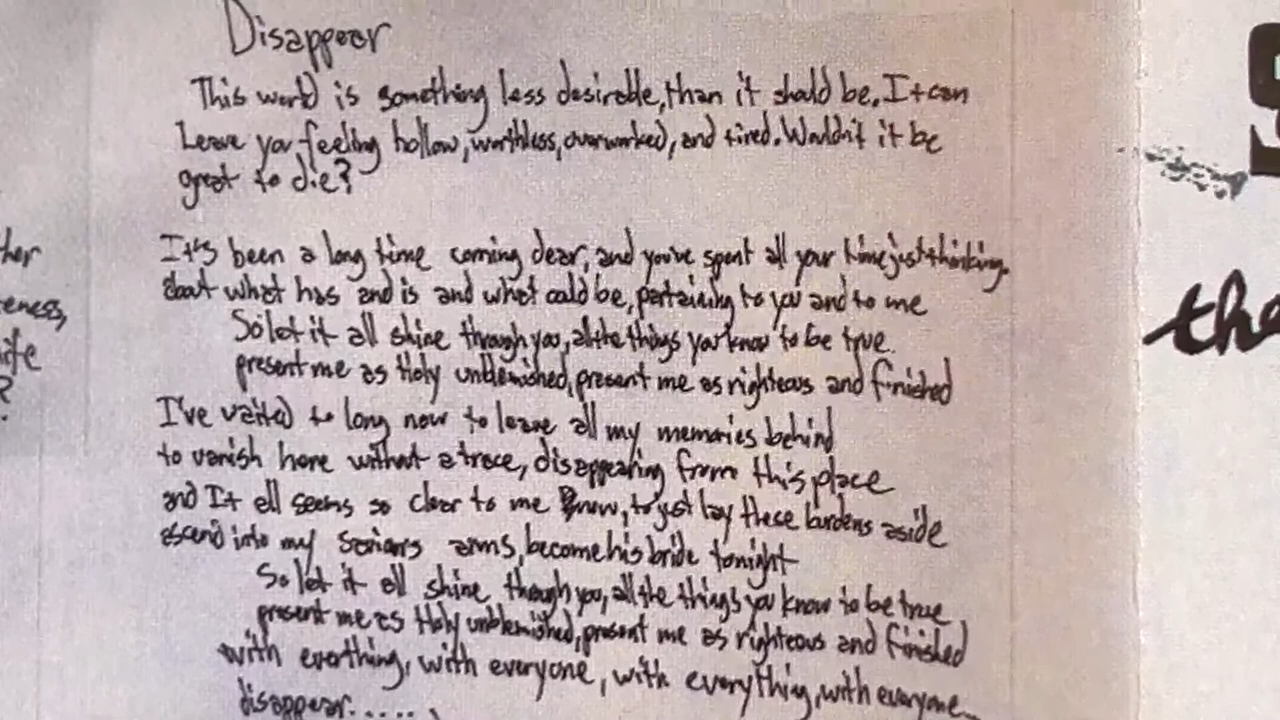 Disappear
This world is something less desirable, than it should be. It can
Leave you feeling hollow, worthless, overworked, and tired. Wouldn't it be
great to die?
It's been a long time coming dear, and you've spent all your time just thinking.
about what has and is and what could be, pertaining to you and to me
So let it all shine through you, all the things you know to be true.
present me as Holy unblemished, present me as righteous and finished
I've waited to long now to leave all my memories behind
to vanish here without a trace, disappearing from this place
and It all seems so clear to me now, to just lay these burdens aside
ascend into my saviors arms, become his bride tonight
So let it all shine though you, all the things you know to be true
present me as Holy unblemished, present me as righteous and finished
with everthing, with everyone, with everything, with everyone...
disappear......
her
teness,
ife
?
S
the